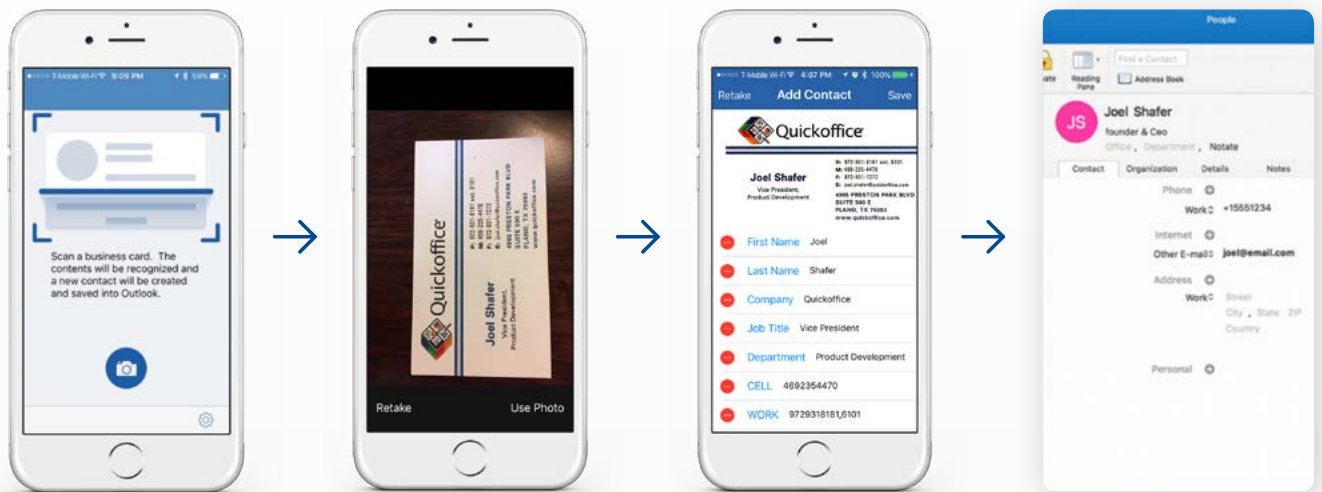 T-Mobile Wi-Fi 9:09 PM 59%
Scan a business card. The
contents will be recognized and
a new contact will be created
and saved into Outlook.
Quickoffice
Joel Shafer
Vice President,
Product Development
4965 PRESTON PARK BLVD
SUITE 500 E
PLANO, TX 75093
www.quickoffice.com
Retake Use Photo
T-Mobile Wi-Fi 4:07 PM 100%
Retake Add Contact Save
Quickoffice
Joel Shafer
Vice President,
Product Development
PLANO, TX 75093
www.quickoffice.com
First Name Joel
Last Name Shafer
Company Quickoffice
Job Title Vice President
Department Product Development
CELL 4692354470
WORK 9729318181,6101
People
Find a Contact
Reading
Pane
Address Book
JS
Joel Shafer
founder & Ceo
Office , Department , Notate
Contact Organization Details Notes
Phone
Work +15551234
Internet
Other E-mail joel@email.com
Address
Work Street
City , State ZIP
Country
Personal